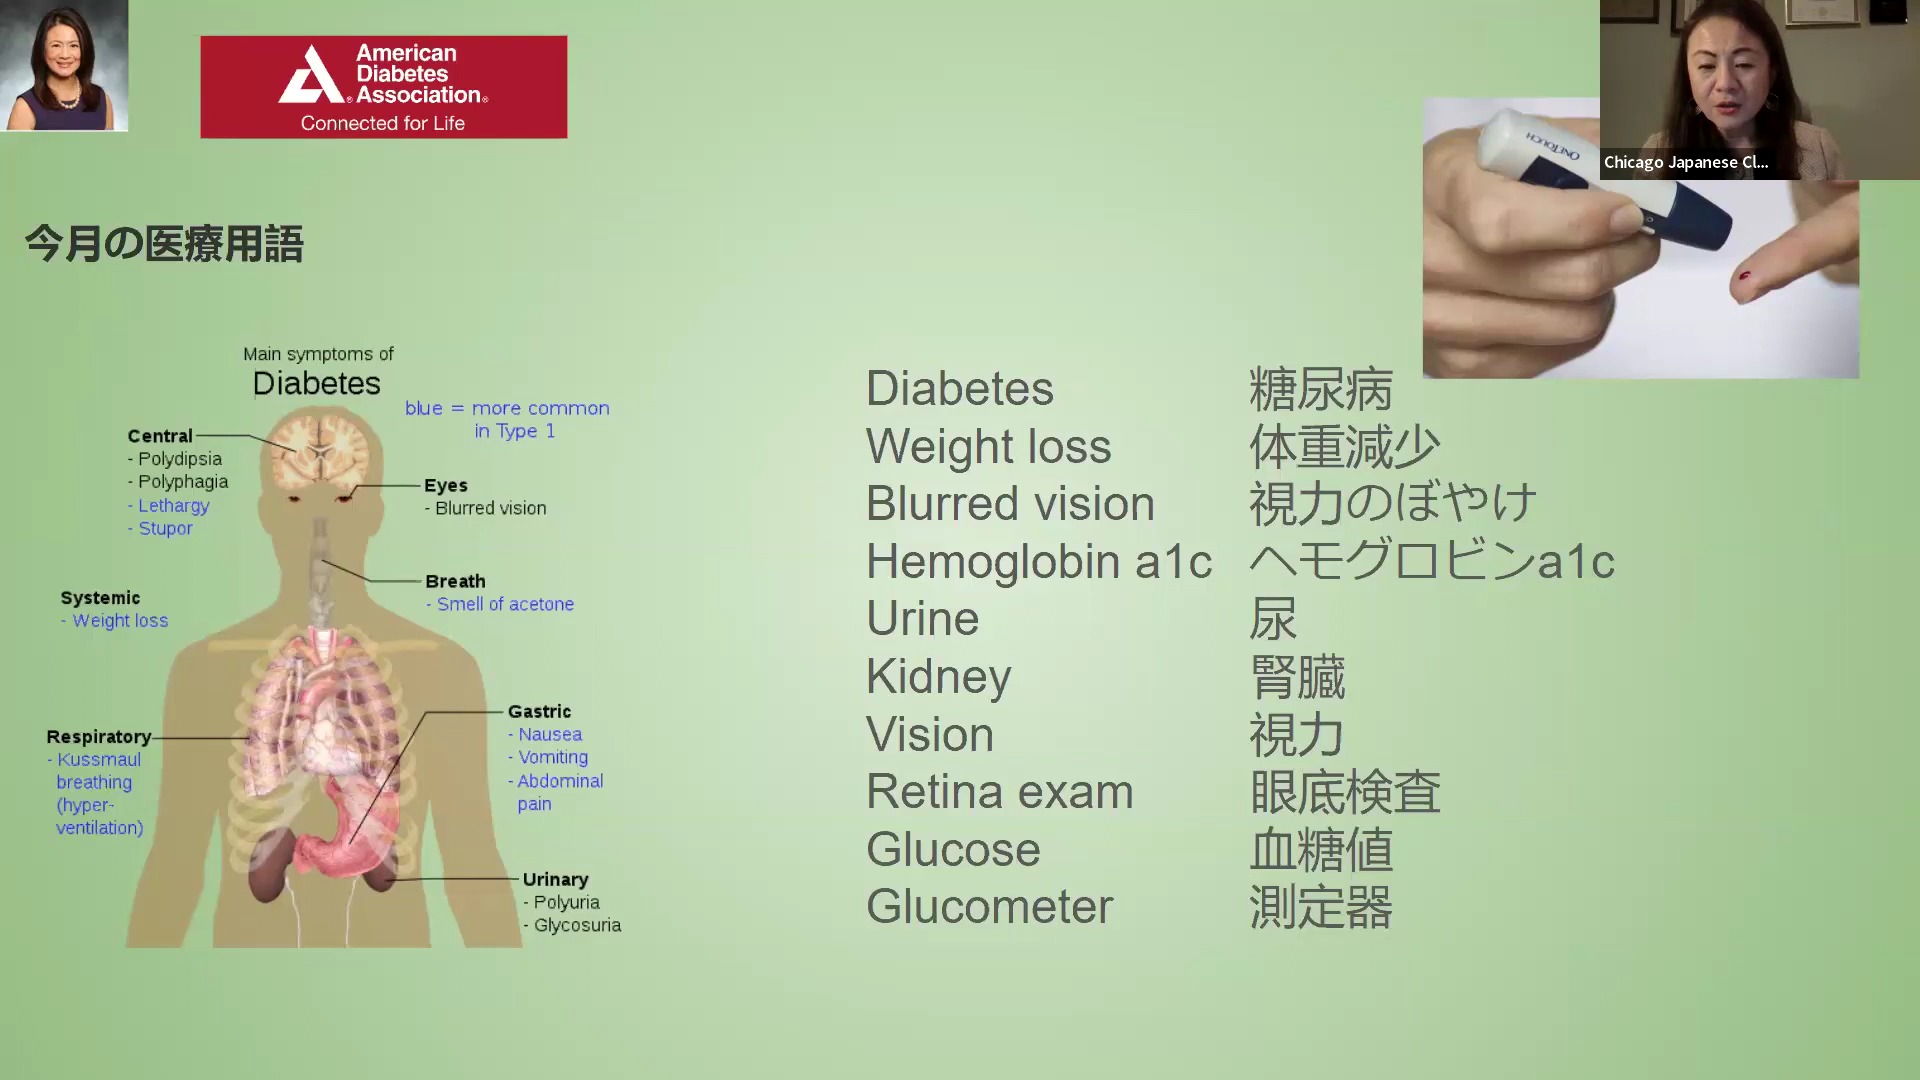 American
Diabetes
Association®
Connected for Life
ONETOUCH
Chicago Japanese Cl...
今月の医療用語
Main symptoms of
Diabetes
blue = more common
in Type 1
Central
- Polydipsia
- Polyphagia
- Lethargy
- Stupor
Eyes
- Blurred vision
Breath
- Smell of acetone
Systemic
- Weight loss
Gastric
- Nausea
- Vomiting
- Abdominal
pain
Respiratory
- Kussmaul
breathing
(hyper-
ventilation)
Urinary
- Polyuria
- Glycosuria
Diabetes 糖尿病
Weight loss 体重減少
Blurred vision 視力のぼやけ
Hemoglobin a1c ヘモグロビンa1c
Urine 尿
Kidney 腎臓
Vision 視力
Retina exam 眼底検査
Glucose 血糖値
Glucometer 測定器